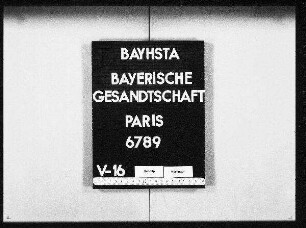 BAYHSTA
BAYERISCHE
GESANDTSCHAFT
PARIS
6789
V-16